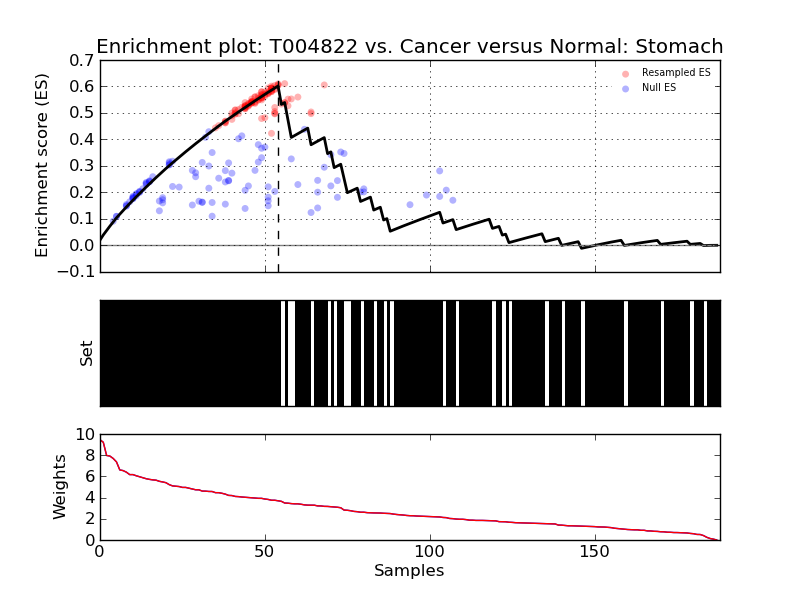 Enrichment plot: T004822 vs. Cancer versus Normal: Stomach
0.7
0.6
0.5
0.4
0.3
0.2
0.1
0.0
−0.1
Enrichment score (ES)
Resampled ES
Null ES
Set
10
8
6
4
2
0
Weights
0 50 100 150
Samples